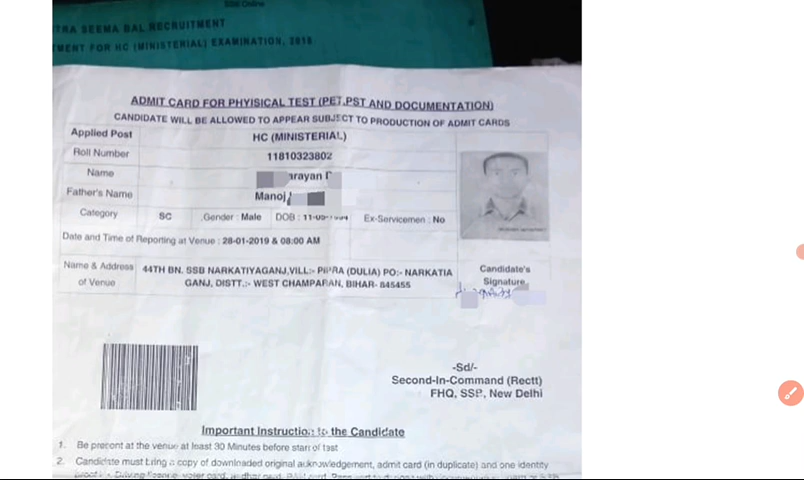 SSB Online
TRA SEEMA BAL RECRUITMENT
TMENT FOR HC (MINISTERIAL) EXAMINATION, 2018
ADMIT CARD FOR PHYISICAL TEST (PET,PST AND DOCUMENTATION)
CANDIDATE WILL BE ALLOWED TO APPEAR SUBJECT TO PRODUCTION OF ADMIT CARDS
Applied Post HC (MINISTERIAL)
Roll Number 11810323802
Name arayan
Father's Name Manoj
Category SC Gender : Male DOB : Ex-Servicemen : No
Date and Time of Reporting at Venue : 28-01-2019 & 08:00 AM
Name & Address of Venue
44TH BN. SSB NARKATIYAGANJ,VILL:- PIPRA (DULIA) PO:- NARKATIA
GANJ, DISTT.:- WEST CHAMPARAN, BIHAR- 845455
Candidate's
Signature
-Sd/-
Second-In-Command (Rectt)
FHQ, SSB, New Delhi
Important Instruction to the Candidate
1. Be precent at the venue at least 30 Minutes before start of test
2. Candidate must bring a copy of downloaded original acknowledgement, admit card (in duplicate) and one identity